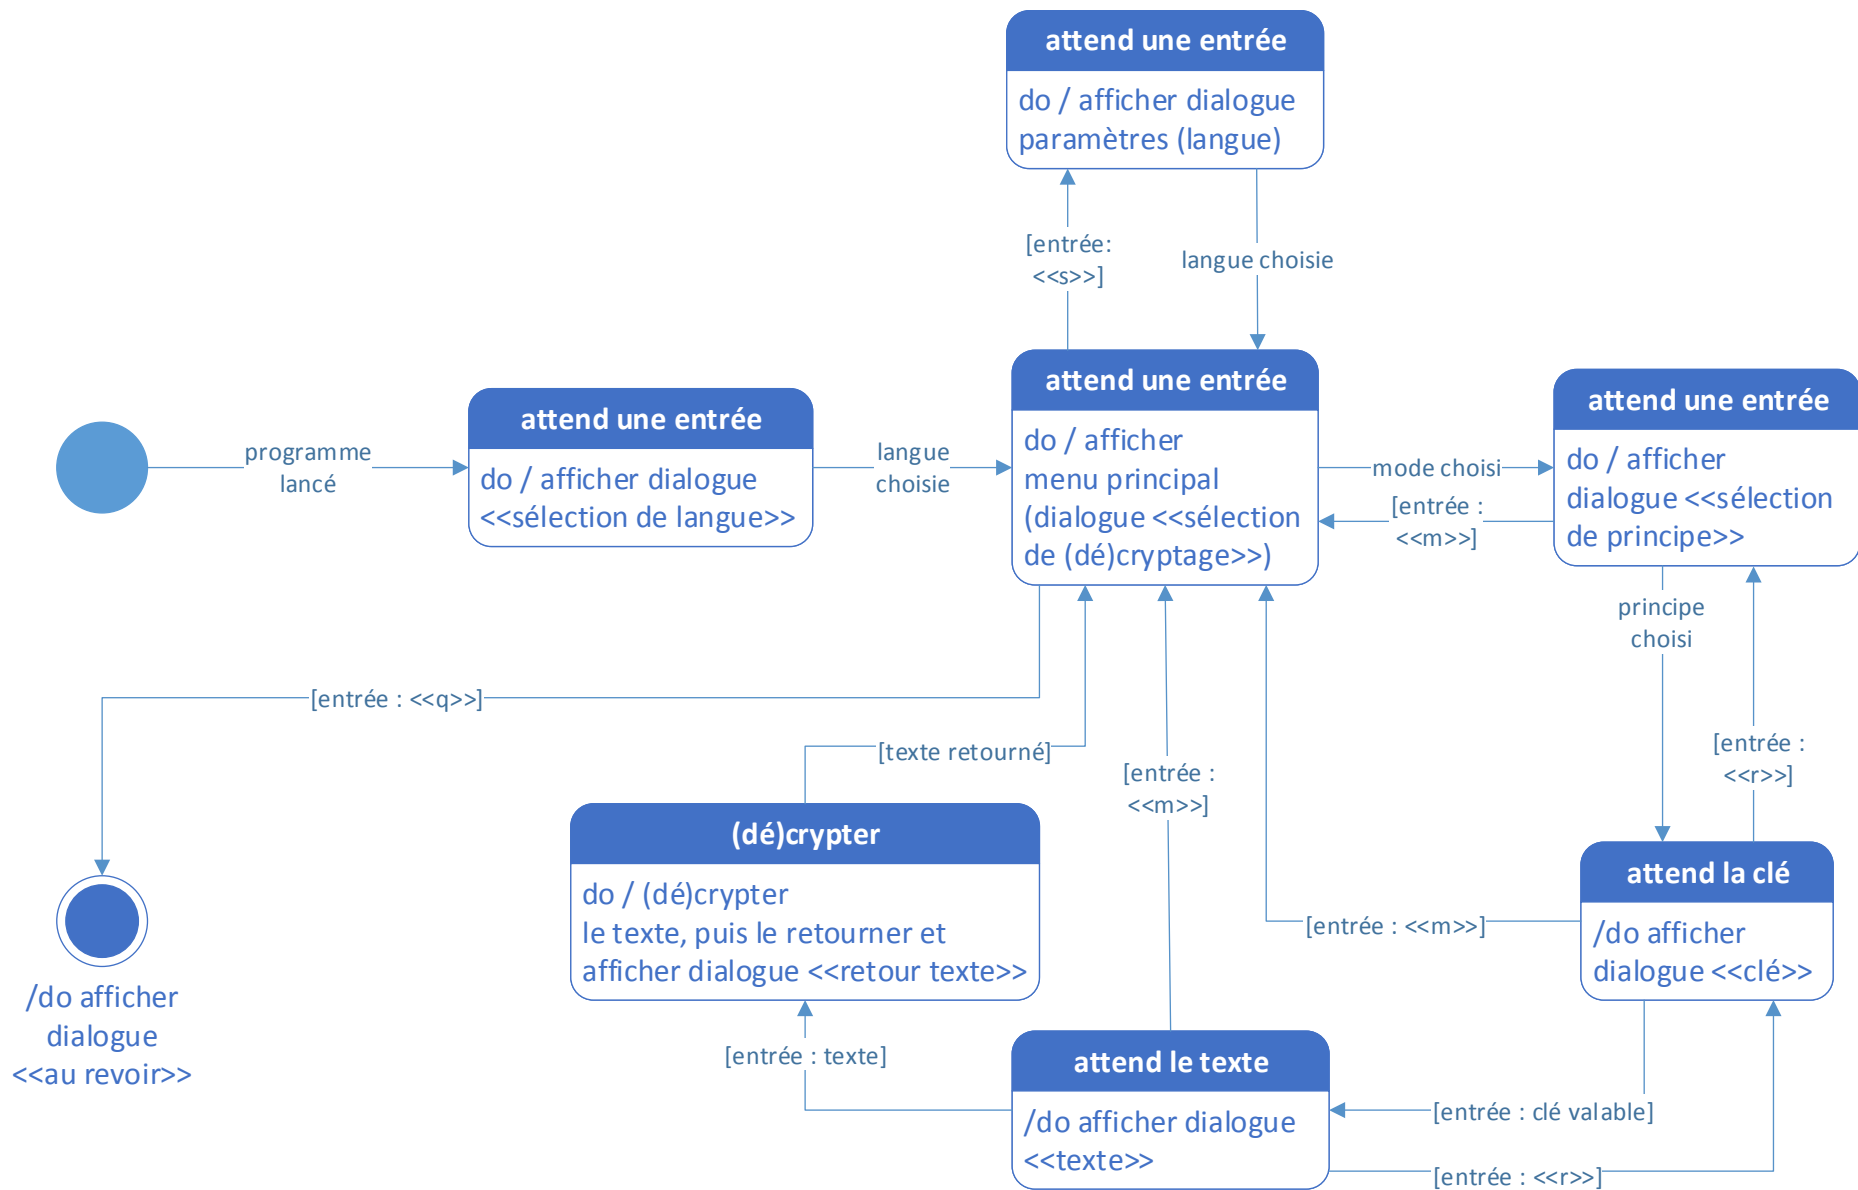 attend une entrée
do / afficher dialogue
paramètres (langue)
[entrée:
<<s>>]
langue choisie
attend une entrée
do / afficher
menu principal
(dialogue <<sélection
de (dé)cryptage>>)
attend une entrée
do / afficher dialogue
<<sélection de langue>>
programme
lancé
langue
choisie
mode choisi
[entrée :
<<m>>]
attend une entrée
do / afficher
dialogue <<sélection
de principe>>
principe
choisi
[entrée :
<<r>>]
[entrée : <<q>>]
[texte retourné]
[entrée :
<<m>>]
(dé)crypter
do / (dé)crypter
le texte, puis le retourner et
afficher dialogue <<retour texte>>
attend la clé
/do afficher
dialogue <<clé>>
[entrée : <<m>>]
/do afficher
dialogue
<<au revoir>>
[entrée : texte]
attend le texte
/do afficher dialogue
<<texte>>
[entrée : clé valable]
[entrée : <<r>>]